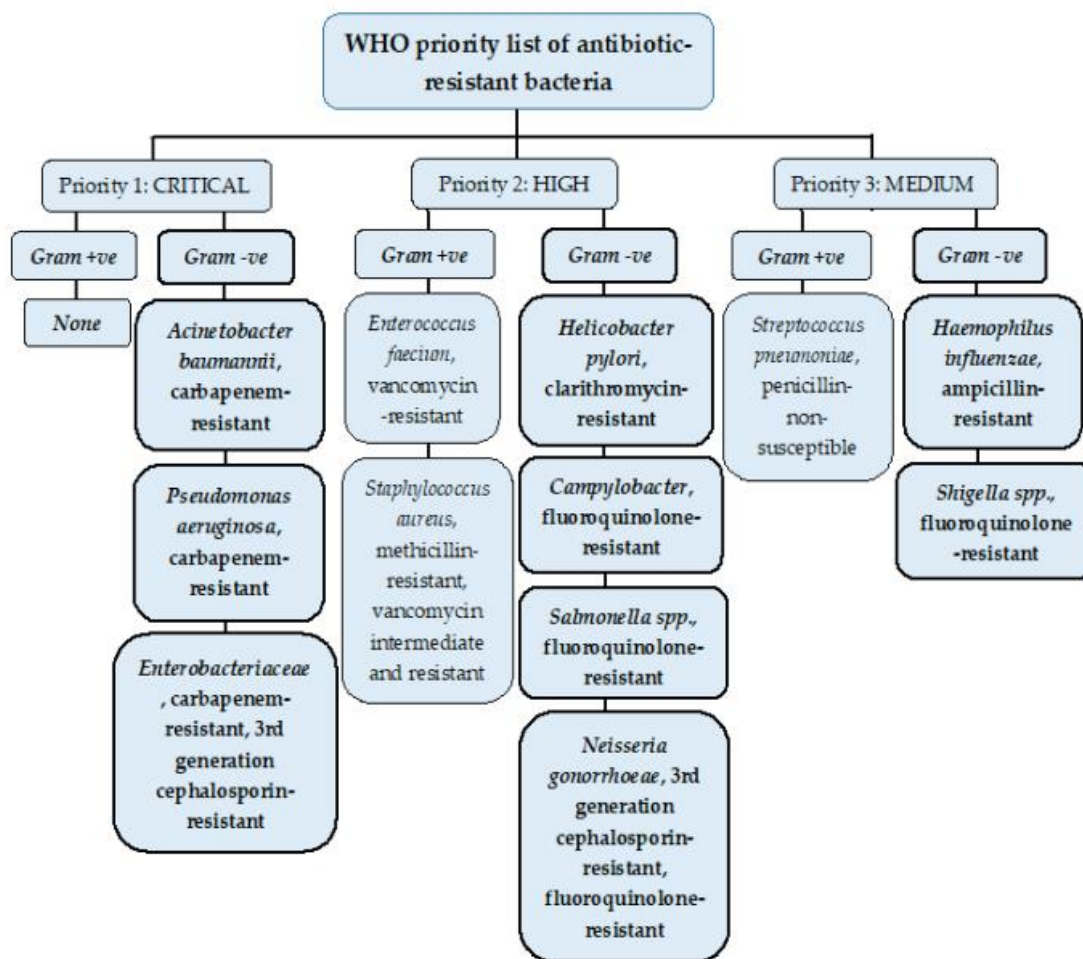 WHO priority list of antibiotic-
resistant bacteria
Priority 1: CRITICAL
Gram +ve
None
Gram -ve
Acinetobacter
baumannii,
carbapenem-
resistant
Pseudomonas
aeruginosa,
carbapenem-
resistant
Enterobacteriaceae
, carbapenem-
resistant, 3rd
generation
cephalosporin-
resistant
Priority 2: HIGH
Gram +ve
Enterococcus
faecium,
vancomycin
-resistant
Staphylococcus
aureus,
methicillin-
resistant,
vancomycin
intermediate
and resistant
Gram -ve
Helicobacter
pylori,
clarithromycin-
resistant
Campylobacter,
fluoroquinolone-
resistant
Salmonella spp.,
fluoroquinolone-
resistant
Neisseria
gonorrhoeae, 3rd
generation
cephalosporin-
resistant,
fluoroquinolone-
resistant
Priority 3: MEDIUM
Gram +ve
Streptococcus
pneumoniae,
penicillin-
non-
susceptible
Gram -ve
Haemophilus
influenzae,
ampicillin-
resistant
Shigella spp.,
fluoroquinolone
-resistant